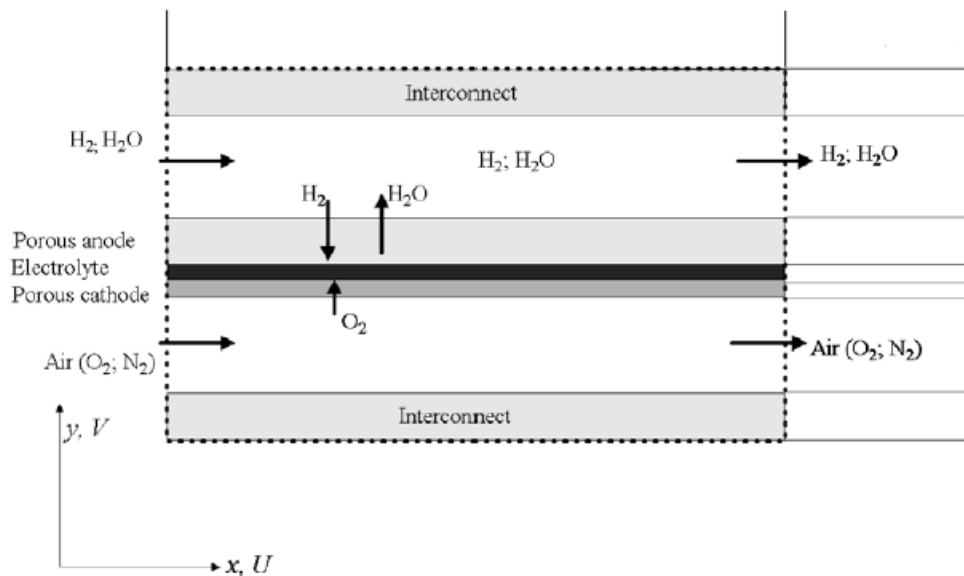 Interconnect
H₂; H₂O
H₂; H₂O
H₂; H₂O
H₂
H₂O
Porous anode
Electrolyte
Porous cathode
O₂
Air (O₂; N₂)
Air (O₂; N₂)
Interconnect
y, V
x, U